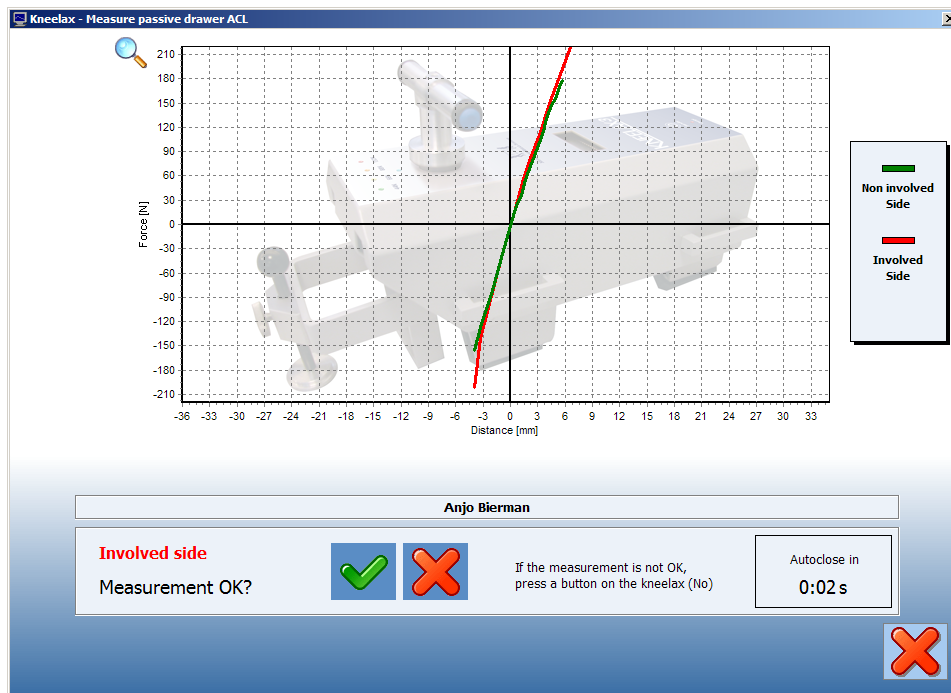 Kneelax - Measure passive drawer ACL
210
180
150
120
90
60
30
0
-30
-60
-90
-120
-150
-180
-210
Force [N]
-36 -33 -30 -27 -24 -21 -18 -15 -12 -9 -6 -3 0 3 6 9 12 15 18 21 24 27 30 33
Distance [mm]
Non involved
Side
Involved
Side
Anjo Bierman
Involved side
Measurement OK?
If the measurement is not OK,
press a button on the kneelax (No)
Autoclose in
0:02 s